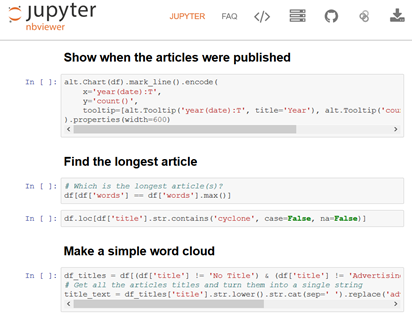 jupyter
nbviewer
JUPYTER FAQ </>
Show when the articles were published
In [ ]: alt.Chart(df).mark_line().encode(
x='year(date):T',
y='count()',
tooltip=[alt.Tooltip('year(date):T', title='Year'), alt.Tooltip('cou
).properties(width=600)
Find the longest article
In [ ]: # Which is the longest article(s)?
df[df['words'] == df['words'].max()]
In [ ]: df.loc[df['title'].str.contains('cyclone', case=False, na=False)]
Make a simple word cloud
In [ ]: df_titles = df[(df['title'] != 'No Title') & (df['title'] != 'Advertising
# Get all the articles titles and turn them into a single string
title_text = df_titles['title'].str.lower().str.cat(sep=' ').replace('ad